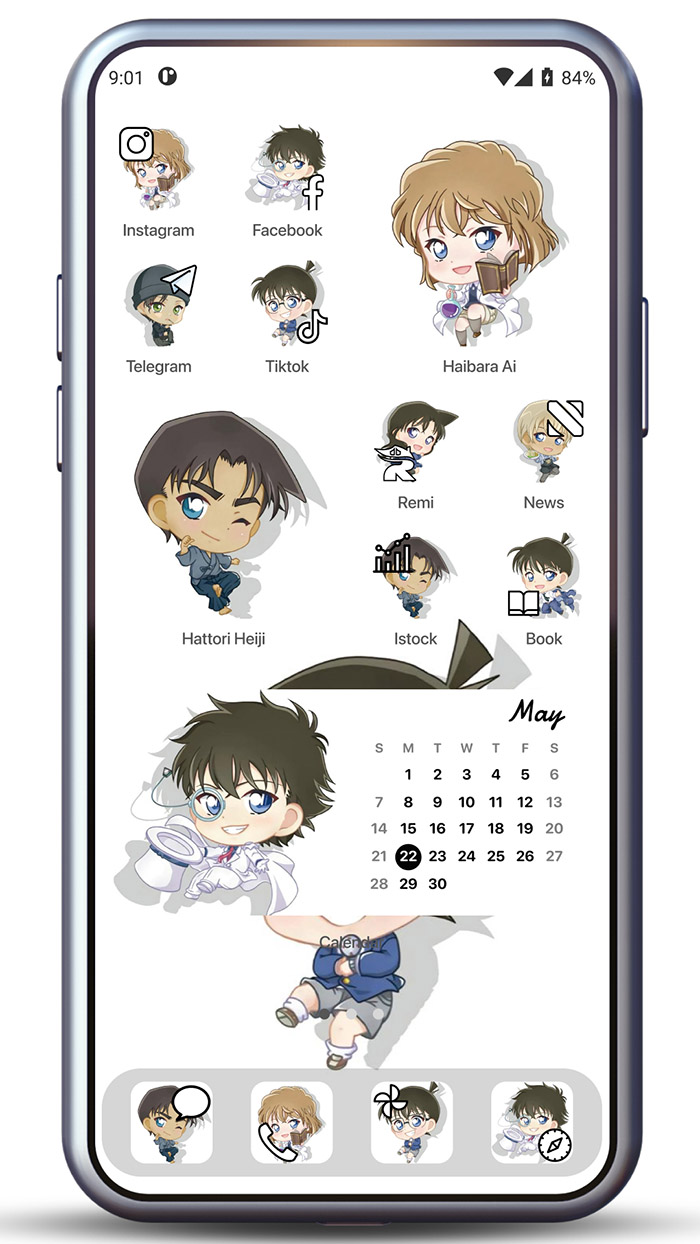 9:01
84%
Instagram
Facebook
Telegram
Tiktok
Haibara Ai
Hattori Heiji
Remi
News
Istock
Book
May
S M T W T F S
1 2 3 4 5 6
7 8 9 10 11 12 13
14 15 16 17 18 19 20
21 22 23 24 25 26 27
28 29 30
Calendar